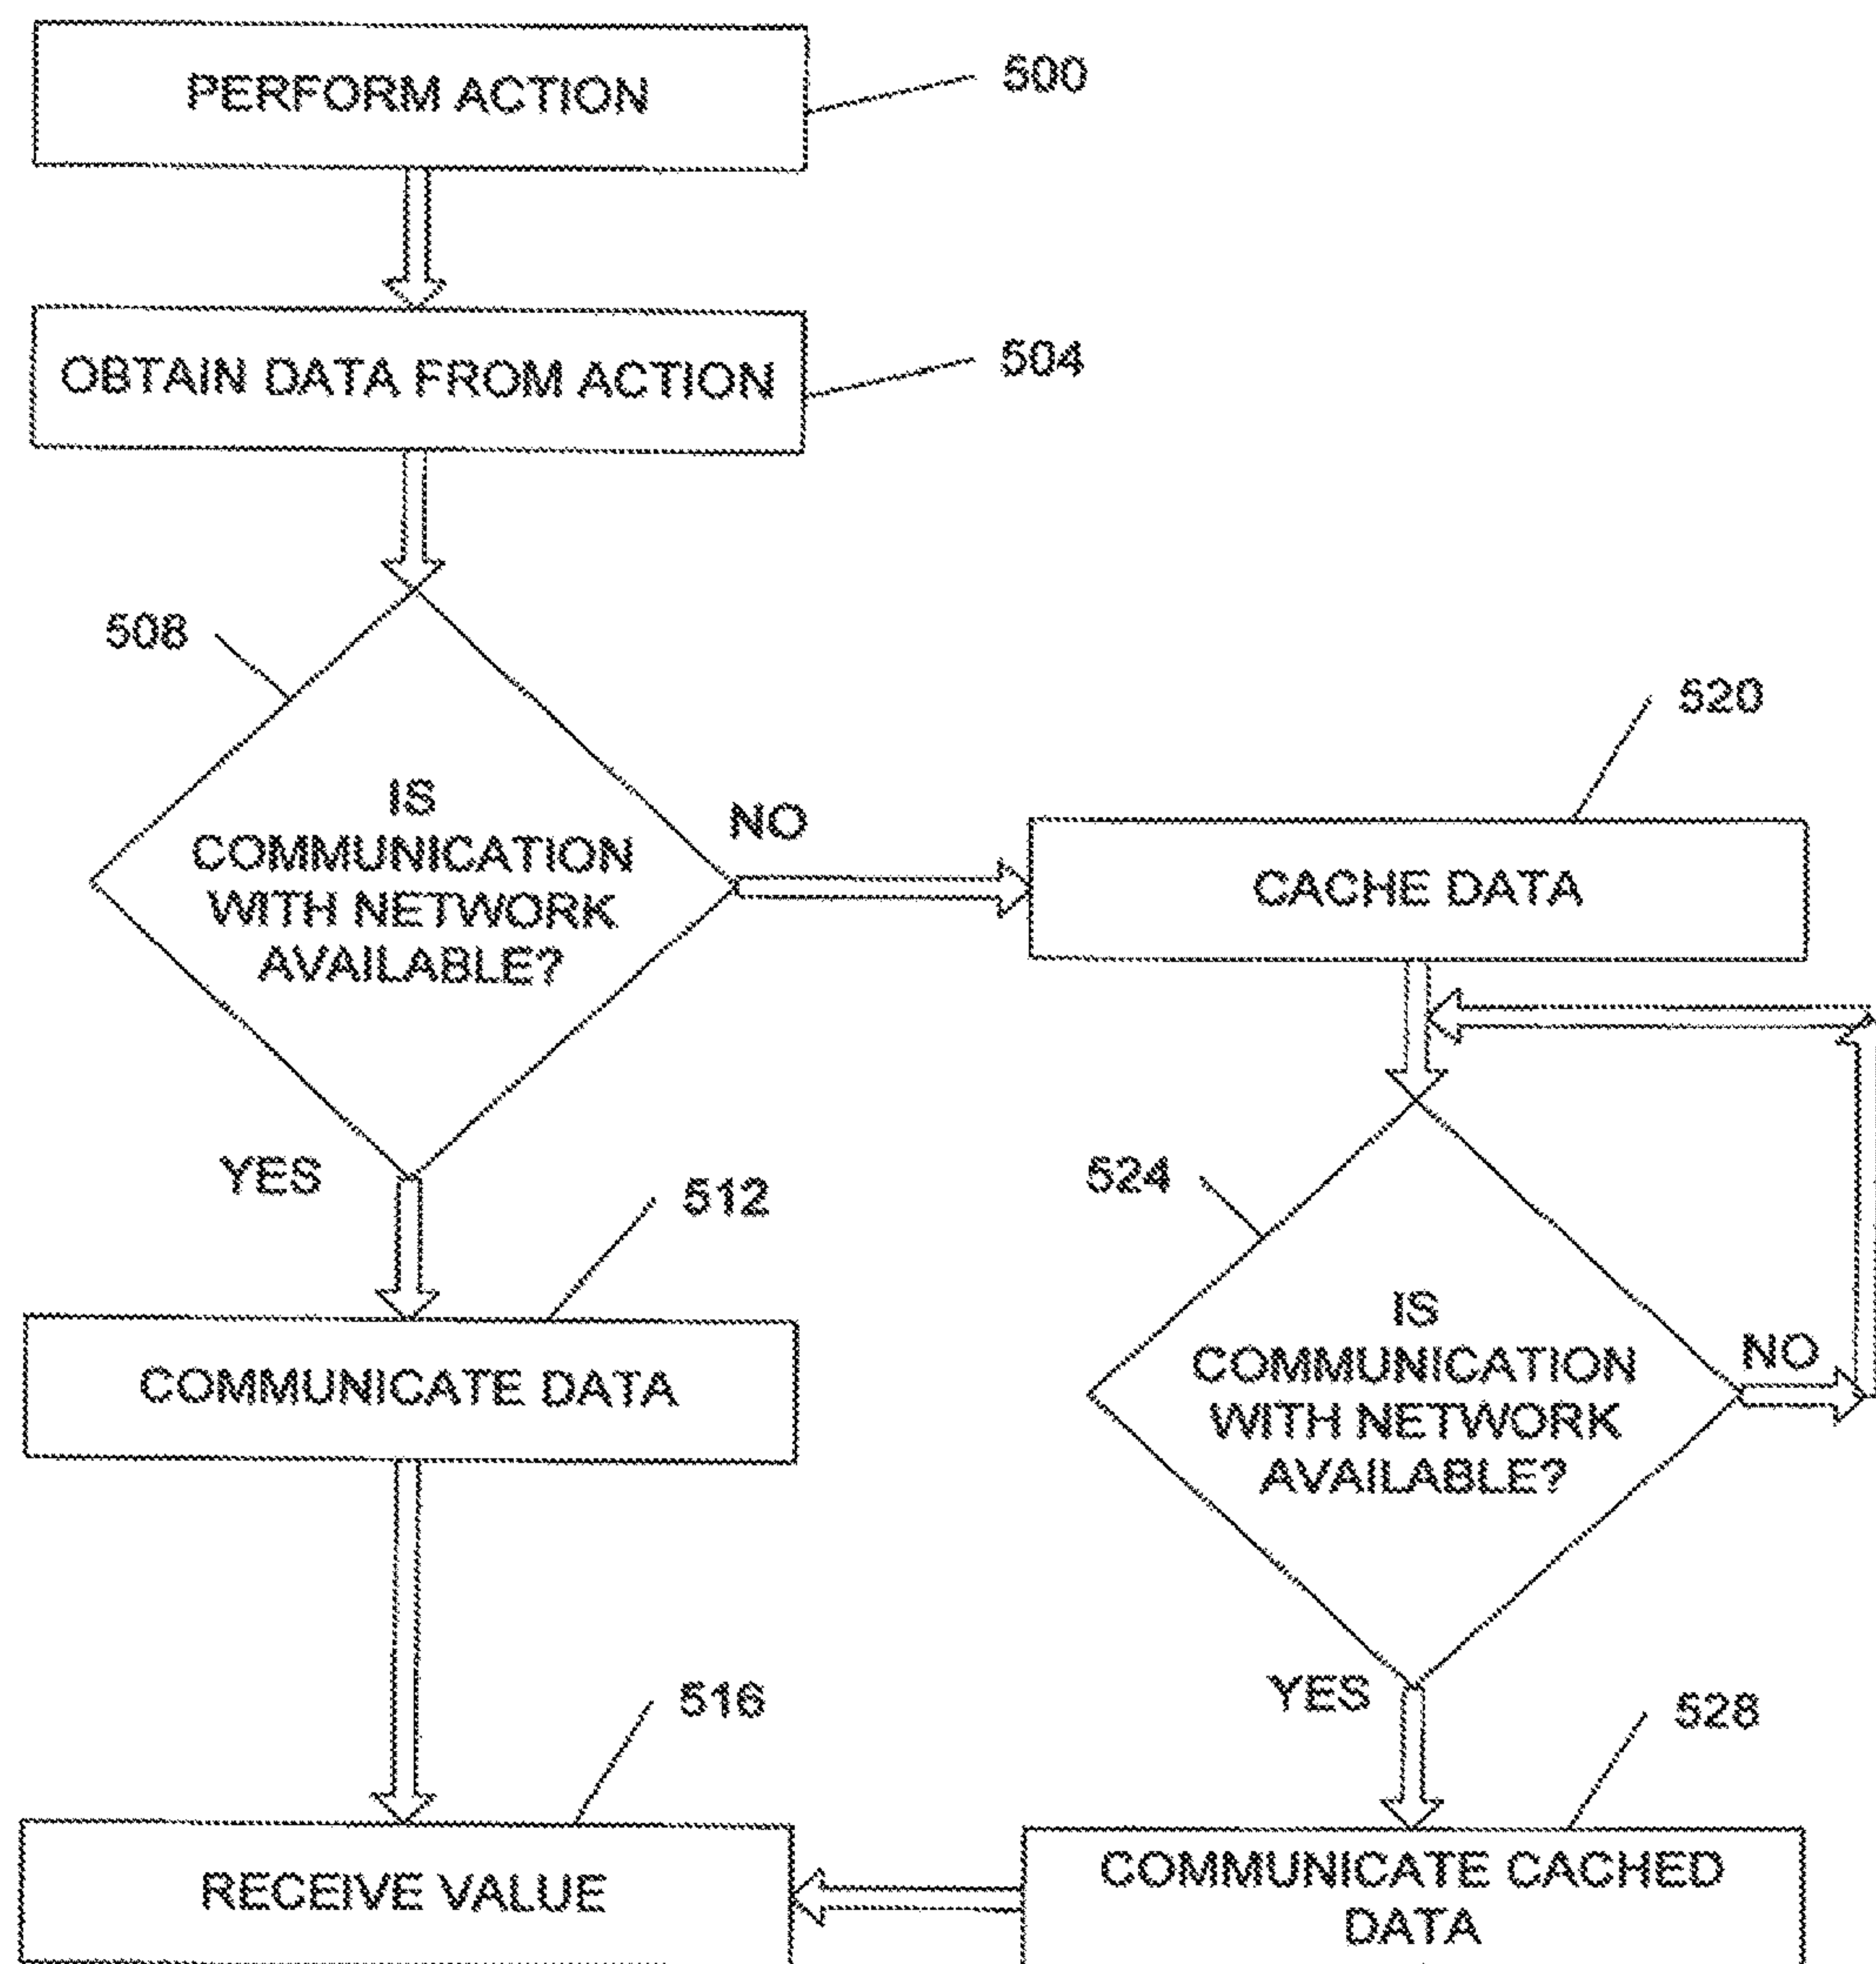 PERFORM ACTION
500
OBTAIN DATA FROM ACTION
504
508
IS
COMMUNICATION
WITH NETWORK
AVAILABLE?
NO
520
CACHE DATA
YES
512
COMMUNICATE DATA
524
IS
COMMUNICATION
WITH NETWORK
AVAILABLE?
NO
YES
516
RECEIVE VALUE
528
COMMUNICATE CACHED
DATA